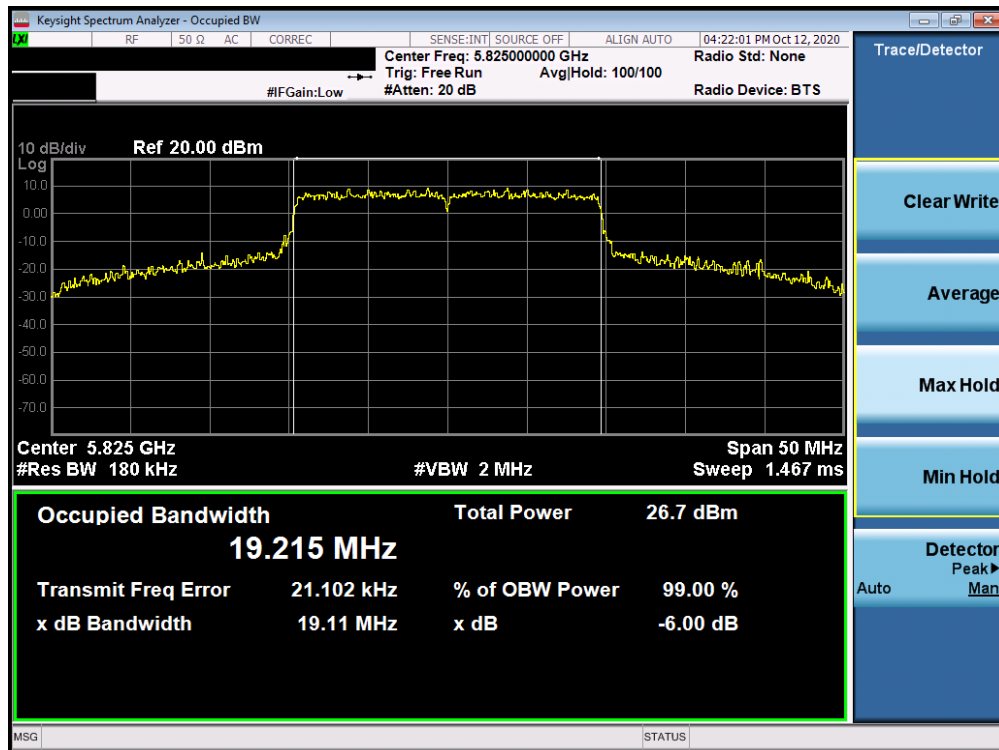 Keysight Spectrum Analyzer - Occupied BW
LXI RF 50 Ω AC CORREC SENSE:INT SOURCE OFF ALIGN AUTO 04:22:01 PM Oct 12, 2020
Center Freq: 5.825000000 GHz Radio Std: None
Trig: Free Run Avg|Hold: 100/100
#IFGain:Low #Atten: 20 dB Radio Device: BTS
10 dB/div Ref 20.00 dBm
Log
10.0
0.00
-10.0
-20.0
-30.0
-40.0
-50.0
-60.0
-70.0
Center 5.825 GHz Span 50 MHz
#Res BW 180 kHz #VBW 2 MHz Sweep 1.467 ms
Occupied Bandwidth Total Power 26.7 dBm
19.215 MHz
Transmit Freq Error 21.102 kHz % of OBW Power 99.00 %
x dB Bandwidth 19.11 MHz x dB -6.00 dB
MSG STATUS
Trace/Detector
Clear Write
Average
Max Hold
Min Hold
Detector
Peak▶
Auto Man